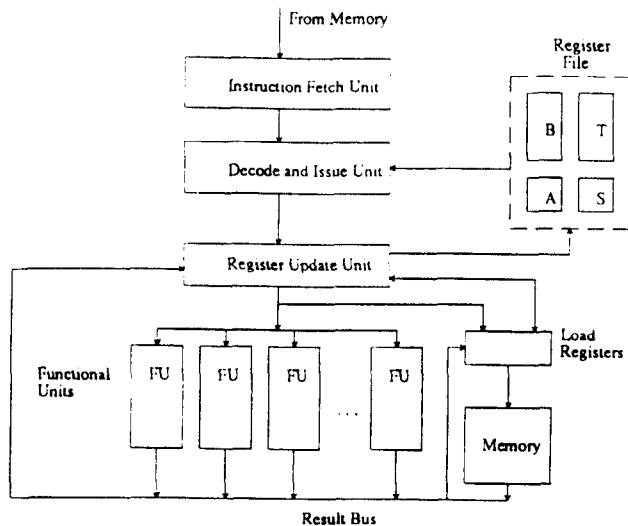 From Memory
Register
File
Instruction Fetch Unit
B T
Decode and Issue Unit
A S
Register Update Unit
Load
Registers
Functional
Units
FU FU FU ... FU
Memory
Result Bus